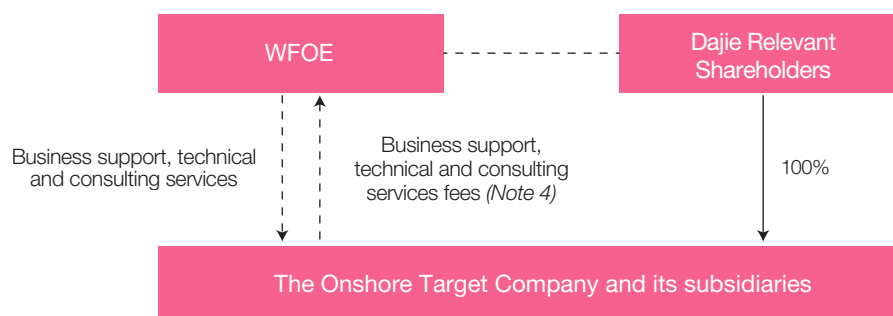 WFOE
Dajie Relevant
Shareholders
Business support, technical
and consulting services
Business support,
technical and consulting
services fees (Note 4)
100%
The Onshore Target Company and its subsidiaries